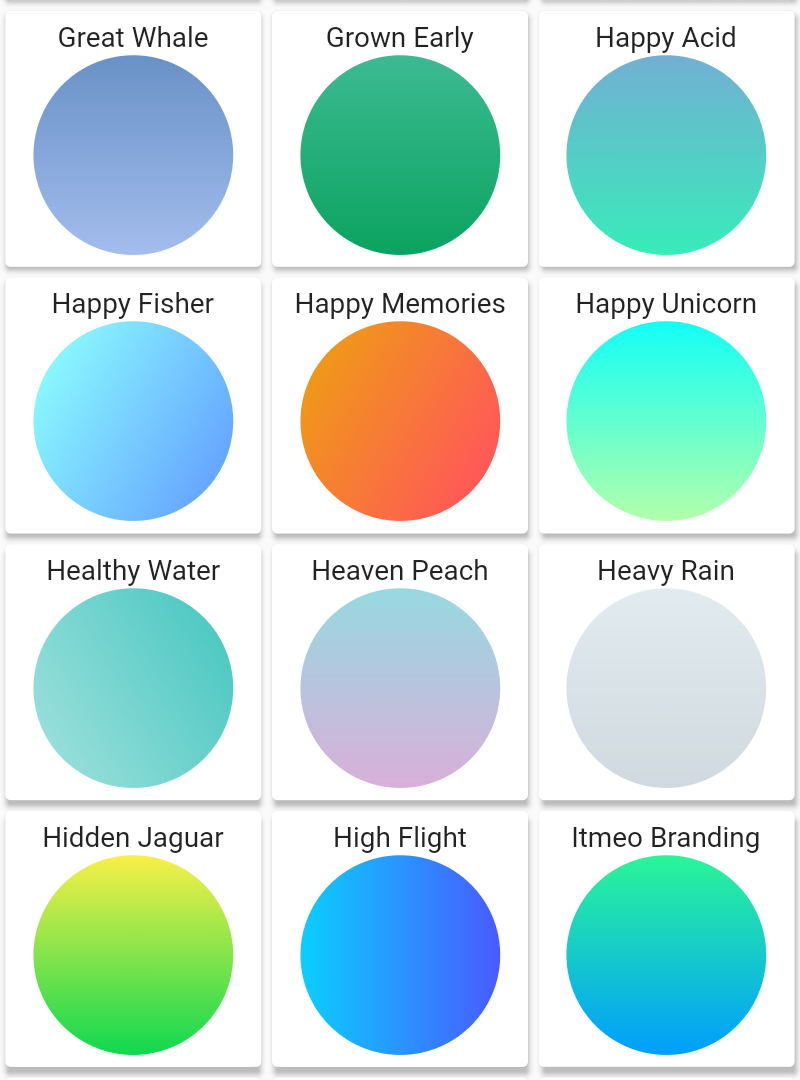 Great Whale
Grown Early
Happy Acid
Happy Fisher
Happy Memories
Happy Unicorn
Healthy Water
Heaven Peach
Heavy Rain
Hidden Jaguar
High Flight
Itmeo Branding